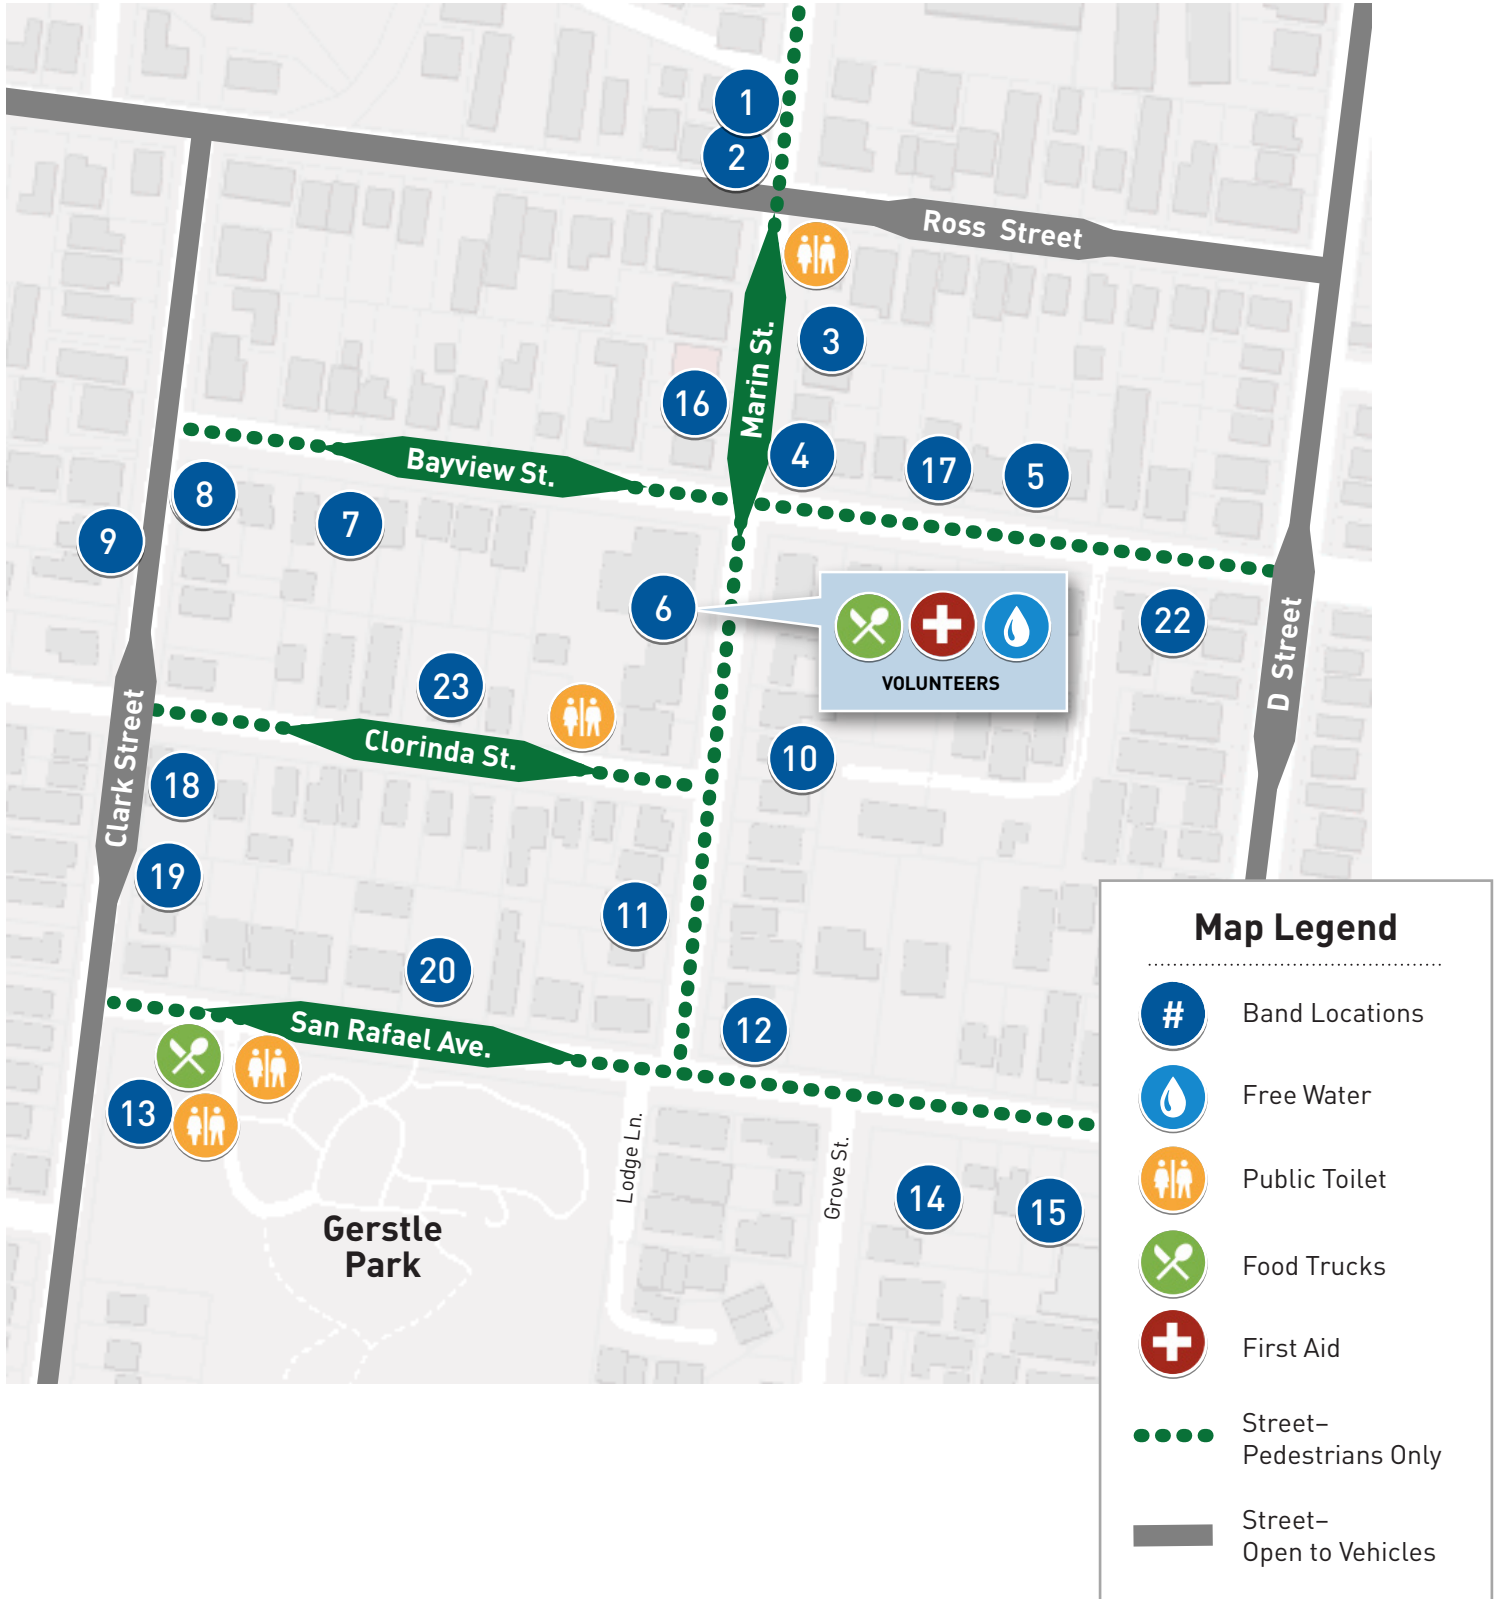 1
2
Ross Street
3
Marin St.
16
4
17
5
Bayview St.
8
7
9
6
VOLUNTEERS
22
D Street
23
Clorinda St.
10
Clark Street
18
19
11
20
San Rafael Ave.
12
13
Lodge Ln.
Grove St.
14
15
Gerstle
Park
Map Legend
# Band Locations
Free Water
Public Toilet
Food Trucks
First Aid
Street–
Pedestrians Only
Street–
Open to Vehicles